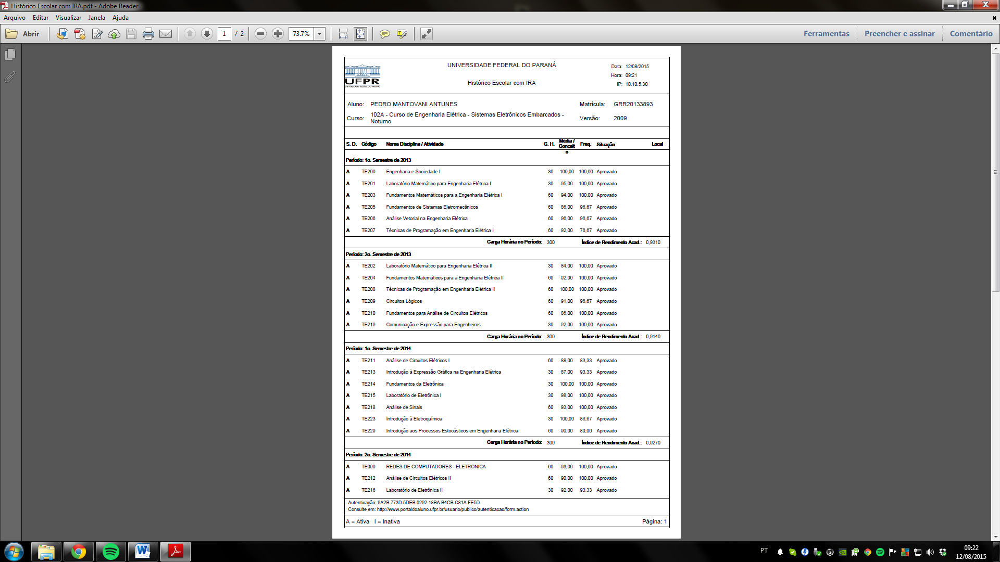 Histórico Escolar com IRA.pdf - Adobe Reader
Arquivo Editar Visualizar Janela Ajuda
Abrir 1 / 2 73.7% Ferramentas Preencher e assinar Comentário
UFPR
UNIVERSIDADE FEDERAL DO PARANÁ
Histórico Escolar com IRA
Data: 12/08/2015
Hora: 09:21
IP: 10.10.5.30
Aluno: PEDRO MANTOVANI ANTUNES Matrícula: GRR20133893
Curso: 102A - Curso de Engenharia Elétrica - Sistemas Eletrônicos Embarcados - Noturno Versão: 2009
S. D. Código Nome Disciplina / Atividade C. H. Média / Conceito Freq. Situação Local
Período: 1o. Semestre de 2013
A TE200 Engenharia e Sociedade I 30 100,00 100,00 Aprovado
A TE201 Laboratório Matemático para Engenharia Elétrica I 30 95,00 100,00 Aprovado
A TE203 Fundamentos Matemáticos para a Engenharia Elétrica I 60 94,00 100,00 Aprovado
A TE205 Fundamentos de Sistemas Eletromecânicos 60 86,00 96,67 Aprovado
A TE206 Análise Vetorial na Engenharia Elétrica 60 96,00 96,67 Aprovado
A TE207 Técnicas de Programação em Engenharia Elétrica I 60 92,00 76,67 Aprovado
Carga Horária no Período: 300 Índice de Rendimento Acad.: 0,9310
Período: 2o. Semestre de 2013
A TE202 Laboratório Matemático para Engenharia Elétrica II 30 84,00 100,00 Aprovado
A TE204 Fundamentos Matemáticos para a Engenharia Elétrica II 60 92,00 100,00 Aprovado
A TE208 Técnicas de Programação em Engenharia Elétrica II 60 100,00 100,00 Aprovado
A TE209 Circuitos Lógicos 60 91,00 96,67 Aprovado
A TE210 Fundamentos para Análise de Circuitos Elétricos 60 86,00 100,00 Aprovado
A TE219 Comunicação e Expressão para Engenheiros 30 92,00 100,00 Aprovado
Carga Horária no Período: 300 Índice de Rendimento Acad.: 0,9140
Período: 1o. Semestre de 2014
A TE211 Análise de Circuitos Elétricos I 60 88,00 83,33 Aprovado
A TE213 Introdução à Expressão Gráfica na Engenharia Elétrica 30 87,00 93,33 Aprovado
A TE214 Fundamentos da Eletrônica 30 100,00 100,00 Aprovado
A TE215 Laboratório de Eletrônica I 30 98,00 100,00 Aprovado
A TE218 Análise de Sinais 60 93,00 100,00 Aprovado
A TE223 Introdução à Eletroquímica 30 100,00 86,67 Aprovado
A TE229 Introdução aos Processos Estocásticos em Engenharia Elétrica 60 90,00 80,00 Aprovado
Carga Horária no Período: 300 Índice de Rendimento Acad.: 0,9270
Período: 2o. Semestre de 2014
A TE090 REDES DE COMPUTADORES - ELETRONICA 60 93,00 100,00 Aprovado
A TE212 Análise de Circuitos Elétricos II 60 90,00 100,00 Aprovado
A TE216 Laboratório de Eletrônica II 30 92,00 93,33 Aprovado
Autenticação: 9A2B.773D.5DEB.0292.18BA.B4CB.C81A.FE5D
Consulte em: http://www.portaldoaluno.ufpr.br/usuario/publico/autenticacao/form.action
A = Ativa I = Inativa Página: 1
PT 09:22
12/08/2015